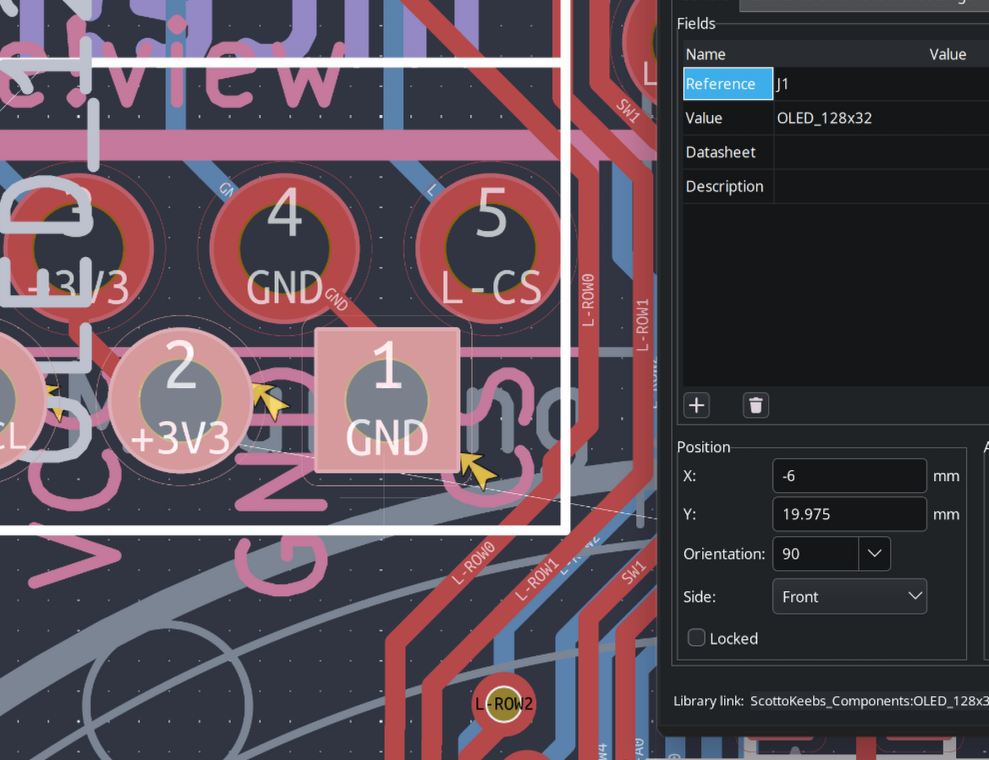 eview
SW1
3
+3V3
4
GND
5
L-CS
L
GND
2
+3V3
1
GND
CL
L-ROW0
L-ROW1
L-ROW0
L-ROW1
SW1
L-ROW2
Fields
Name Value
Reference J1
Value OLED_128x32
Datasheet
Description
Position
X: -6 mm
Y: 19.975 mm
Orientation: 90
Side: Front
Locked
Library link: ScottoKeebs_Components:OLED_128x3